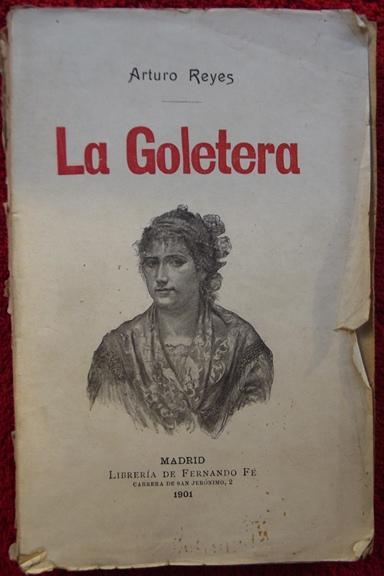 Arturo Reyes
La Goletera
MADRID
LIBRERÍA DE FERNANDO FÉ
CARRERA DE SAN JERÓNIMO, 2
1901